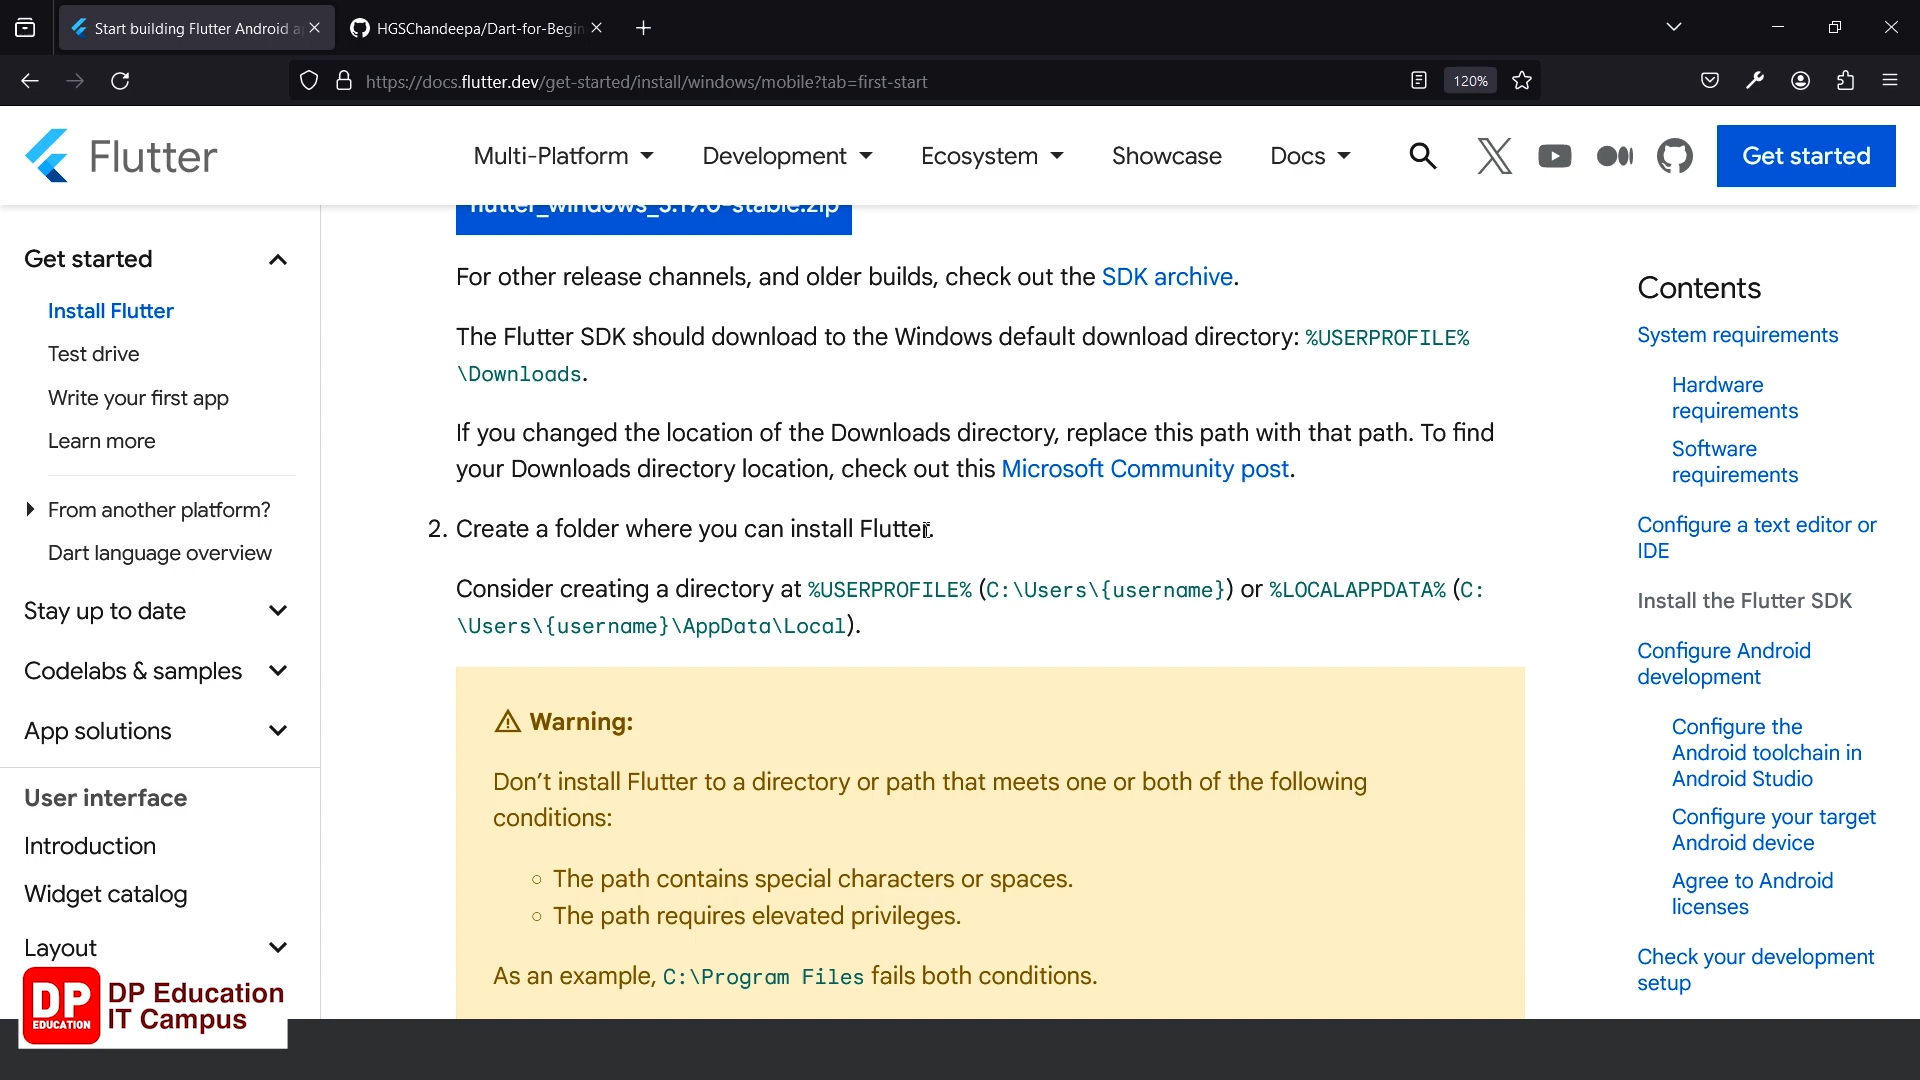 Start building Flutter Android a
HGSChandeepa/Dart-for-Begin
https://docs.flutter.dev/get-started/install/windows/mobile?tab=first-start
120%
Flutter
Multi-Platform
Development
Ecosystem
Showcase
Docs
Get started
flutter_windows_3.19.6-stable.zip
Get started
Install Flutter
Test drive
Write your first app
Learn more
From another platform?
Dart language overview
Stay up to date
Codelabs & samples
App solutions
User interface
Introduction
Widget catalog
Layout
For other release channels, and older builds, check out the SDK archive.
The Flutter SDK should download to the Windows default download directory: %USERPROFILE%
\Downloads.
If you changed the location of the Downloads directory, replace this path with that path. To find
your Downloads directory location, check out this Microsoft Community post.
2. Create a folder where you can install Flutter.
Consider creating a directory at %USERPROFILE% (C:\Users\{username}) or %LOCALAPPDATA% (C:
\Users\{username}\AppData\Local).
Warning:
Don't install Flutter to a directory or path that meets one or both of the following
conditions:
The path contains special characters or spaces.
The path requires elevated privileges.
As an example, C:\Program Files fails both conditions.
Contents
System requirements
Hardware
requirements
Software
requirements
Configure a text editor or
IDE
Install the Flutter SDK
Configure Android
development
Configure the
Android toolchain in
Android Studio
Configure your target
Android device
Agree to Android
licenses
Check your development
setup
DP
EDUCATION
DP Education
IT Campus